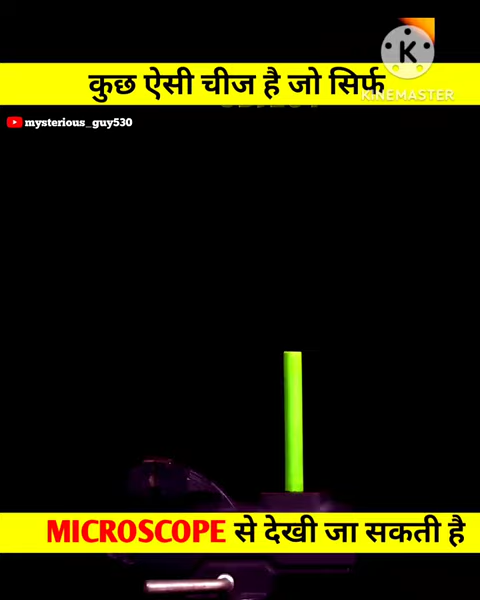 कुछ ऐसी चीज है जो सिर्फ
KINEMASTER
mysterious_guy530
MICROSCOPE से देखी जा सकती है